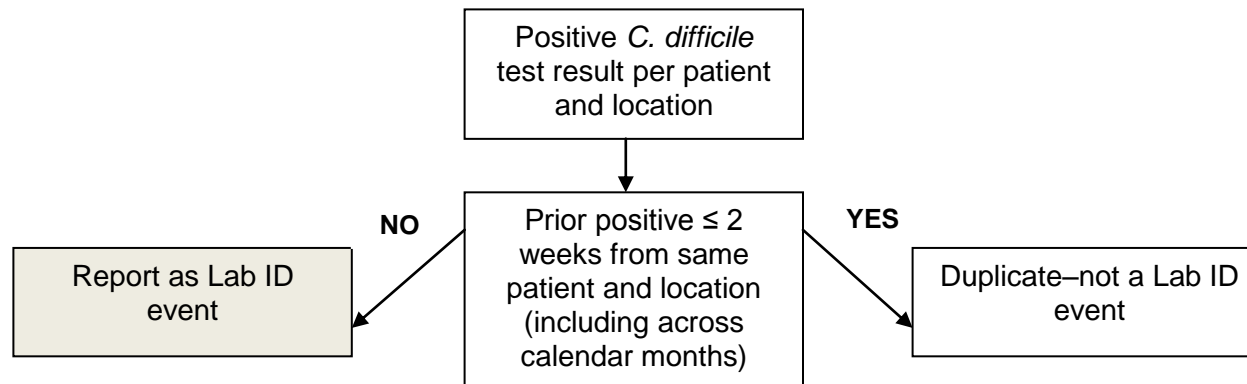 Positive C. difficile
test result per patient
and location
NO
Prior positive ≤ 2
weeks from same
patient and location
(including across
calendar months)
YES
Report as Lab ID
event
Duplicate–not a Lab ID
event